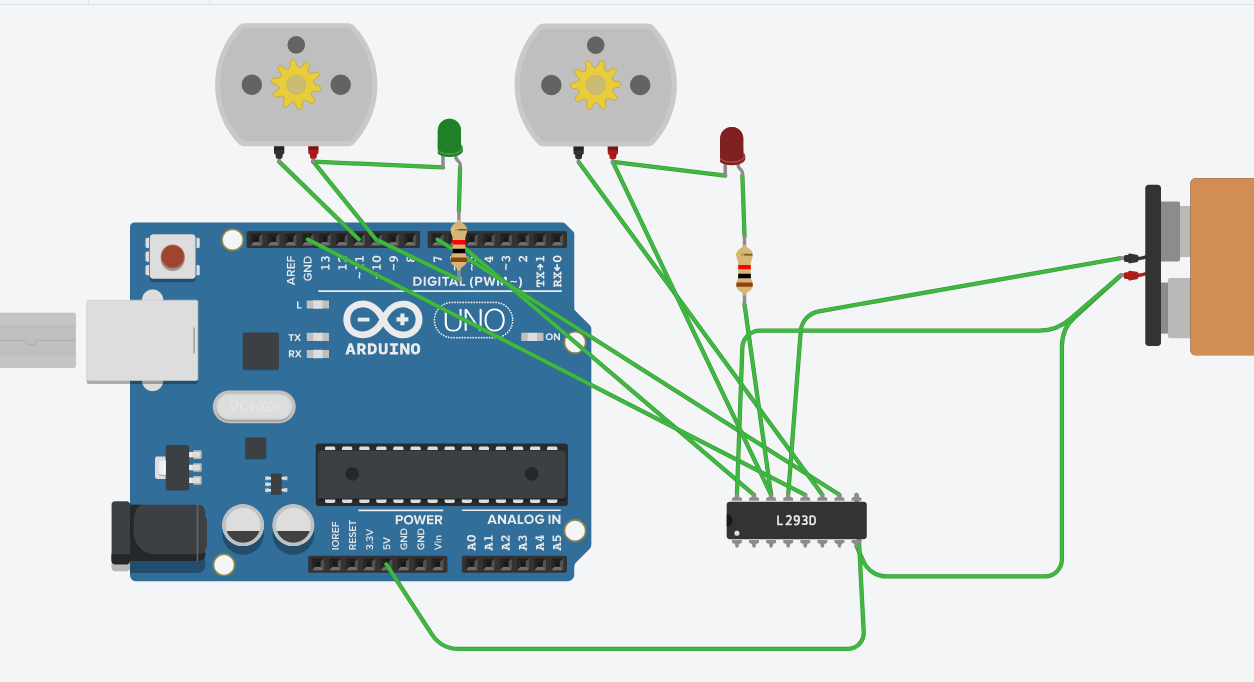 AREF
GND
13
12
~11
~10
~9
8
7
4
~3
2
TX→1
RX←0
DIGITAL (PWM~)
L
TX
RX
ARDUINO
UNO
ON
L293D
POWER
ANALOG IN
IOREF
RESET
3.3V
5V
GND
GND
Vin
A0
A1
A2
A3
A4
A5